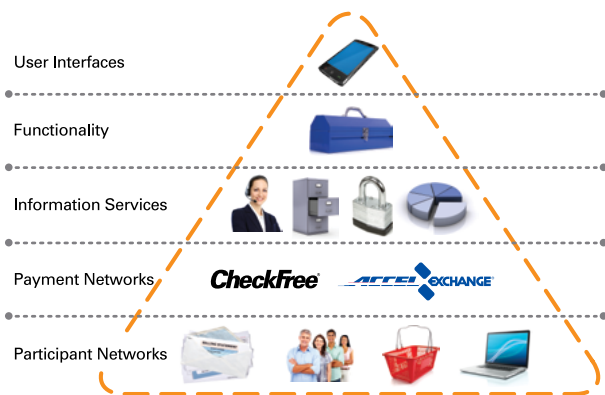 User Interfaces
Functionality
Information Services
Payment Networks
CheckFree
ACCEL EXCHANGE
Participant Networks